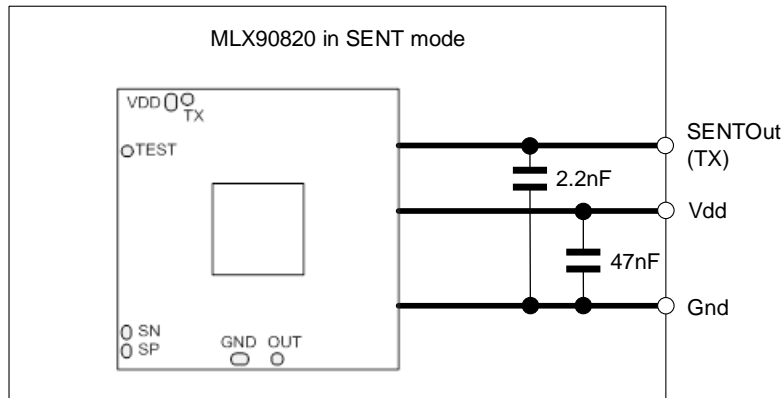 MLX90820 in SENT mode
VDD
TX
TEST
SENTOut
(TX)
2.2nF
Vdd
47nF
Gnd
SN
SP
GND
OUT